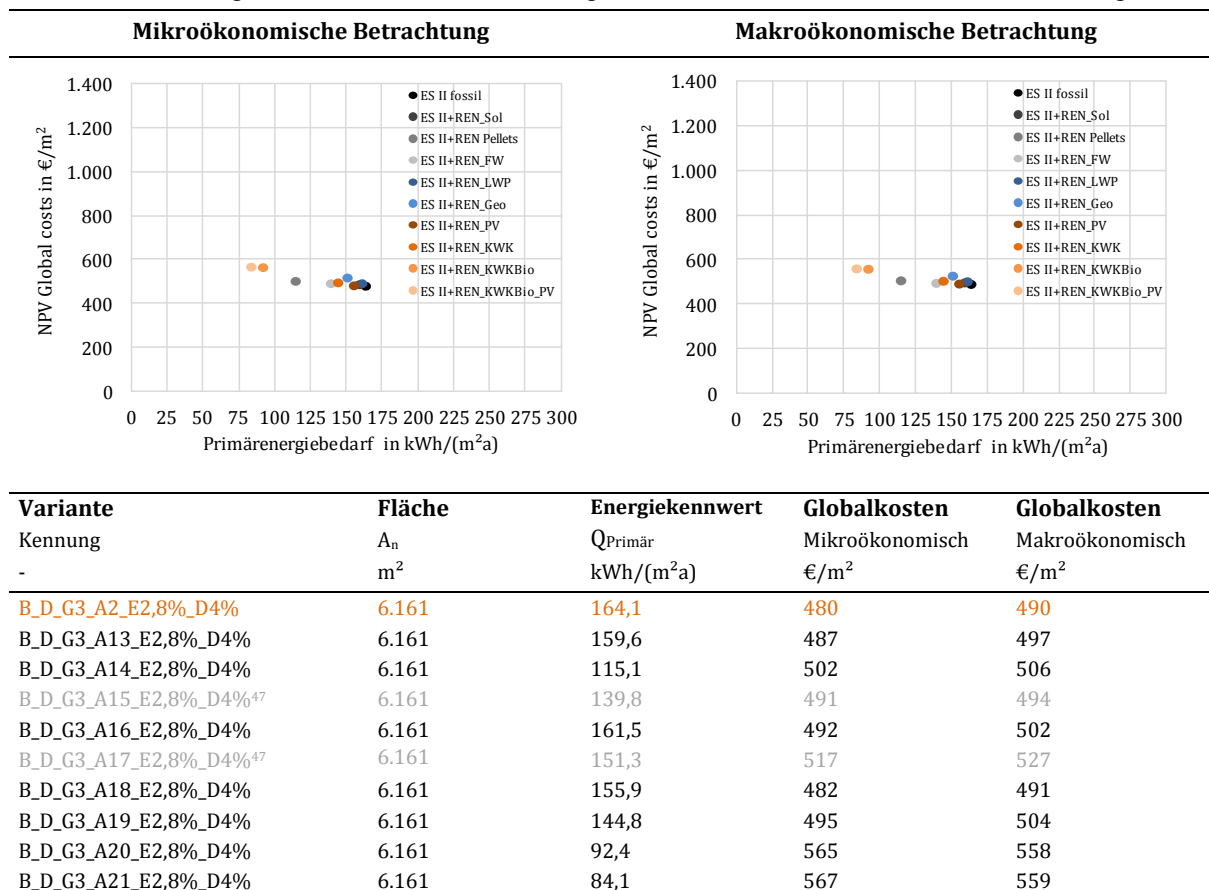 Mikroökonomische Betrachtung
Makroökonomische Betrachtung
NPV Global costs in €/m²
1.400
1.200
1.000
800
600
400
200
0
0 25 50 75 100 125 150 175 200 225 250 275 300
Primärenergiebedarf in kWh/(m²a)
ES II fossil
ES II+REN_Sol
ES II+REN Pellets
ES II+REN_FW
ES II+REN_LWP
ES II+REN_Geo
ES II+REN_PV
ES II+REN_KWK
ES II+REN_KWKBio
ES II+REN_KWKBio_PV
NPV Global costs in €/m²
1.400
1.200
1.000
800
600
400
200
0
0 25 50 75 100 125 150 175 200 225 250 275 300
Primärenergiebedarf in kWh/(m²a)
ES II fossil
ES II+REN_Sol
ES II+REN Pellets
ES II+REN_FW
ES II+REN_LWP
ES II+REN_Geo
ES II+REN_PV
ES II+REN_KWK
ES II+REN_KWKBio
ES II+REN_KWKBio_PV
Variante Fläche Energiekennwert Globalkosten Globalkosten
Kennung Aₙ QPrimär Mikroökonomisch Makroökonomisch
- m² kWh/(m²a) €/m² €/m²
B_D_G3_A2_E2,8%_D4% 6.161 164,1 480 490
B_D_G3_A13_E2,8%_D4% 6.161 159,6 487 497
B_D_G3_A14_E2,8%_D4% 6.161 115,1 502 506
B_D_G3_A15_E2,8%_D4%⁴⁷ 6.161 139,8 491 494
B_D_G3_A16_E2,8%_D4% 6.161 161,5 492 502
B_D_G3_A17_E2,8%_D4%⁴⁷ 6.161 151,3 517 527
B_D_G3_A18_E2,8%_D4% 6.161 155,9 482 491
B_D_G3_A19_E2,8%_D4% 6.161 144,8 495 504
B_D_G3_A20_E2,8%_D4% 6.161 92,4 565 558
B_D_G3_A21_E2,8%_D4% 6.161 84,1 567 559